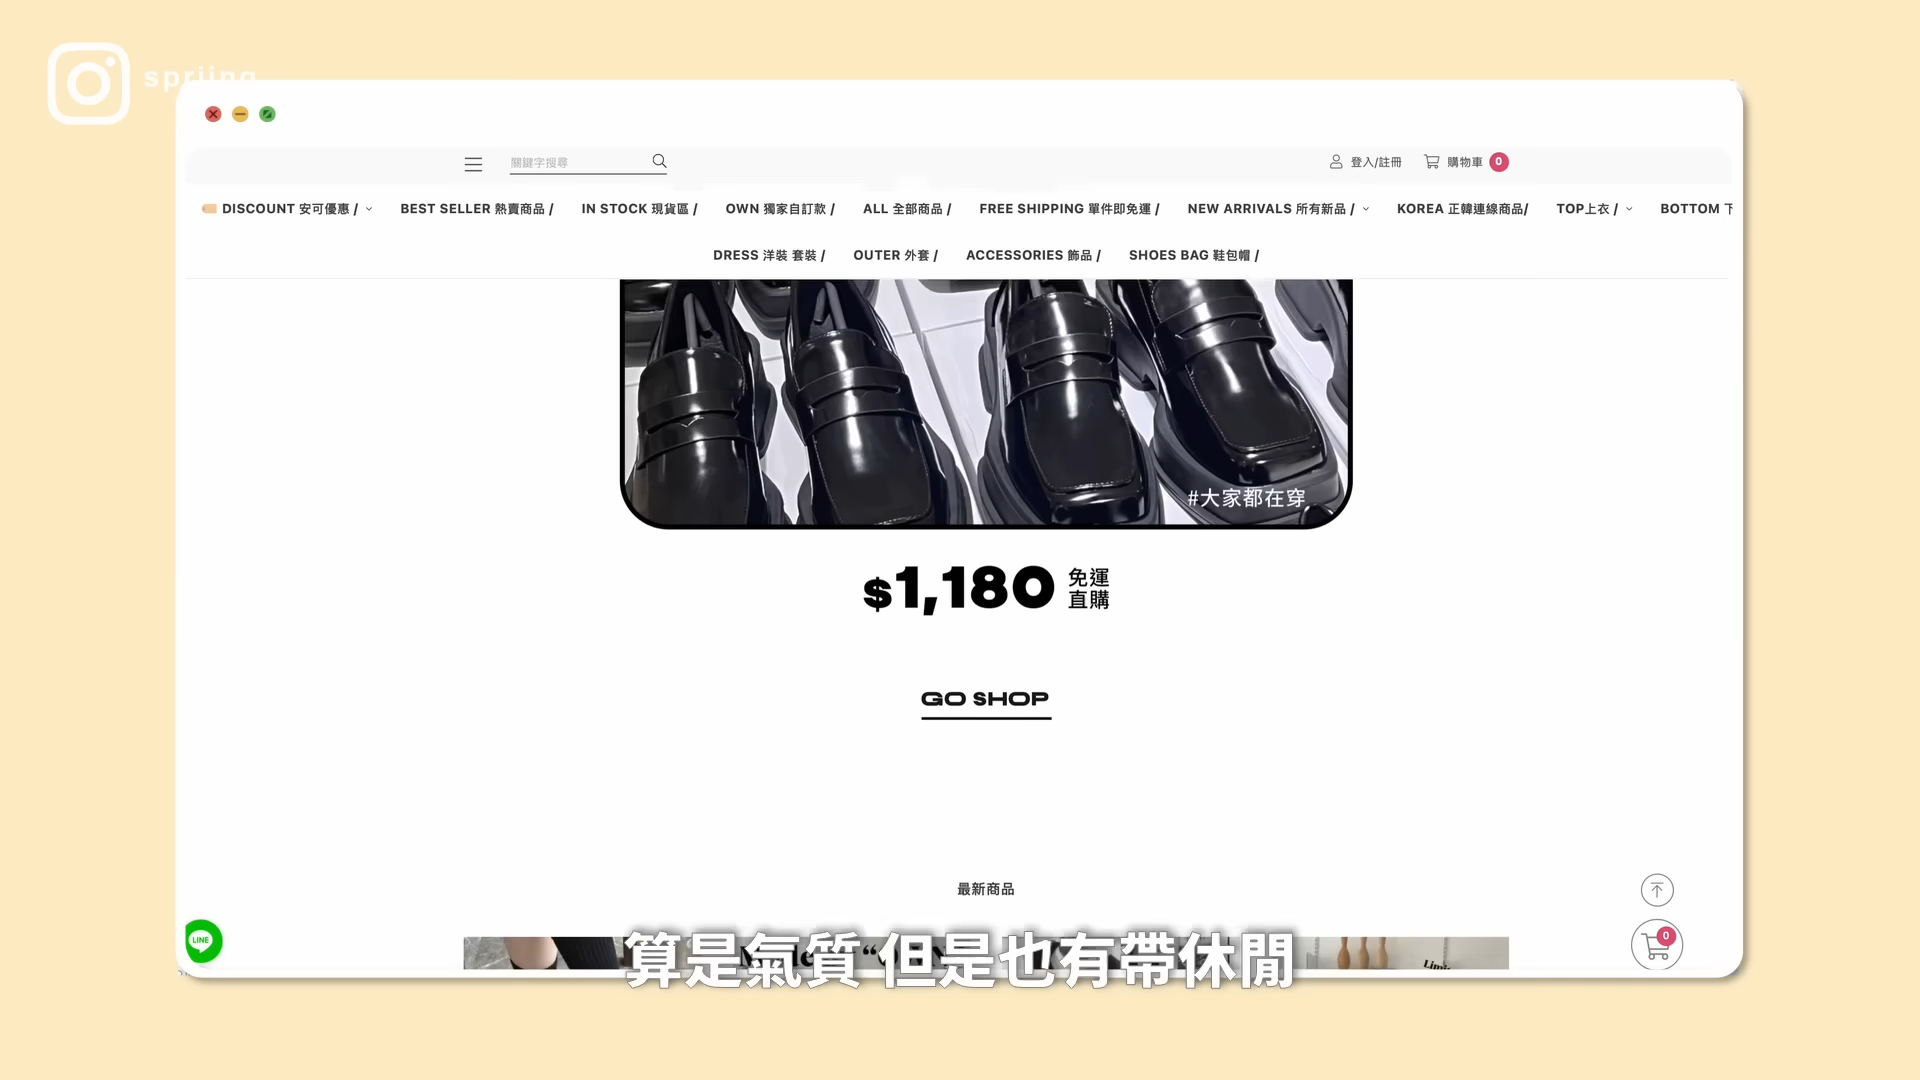 spriing
關鍵字搜尋
登入/註冊
購物車 0
DISCOUNT 安可優惠 /
BEST SELLER 熱賣商品 /
IN STOCK 現貨區 /
OWN 獨家自訂款 /
ALL 全部商品 /
FREE SHIPPING 單件即免運 /
NEW ARRIVALS 所有新品 /
KOREA 正韓連線商品/
TOP上衣 /
BOTTOM 下
DRESS 洋裝 套裝 /
OUTER 外套 /
ACCESSORIES 飾品 /
SHOES BAG 鞋包帽 /
#大家都在穿
$1,180 免運
直購
GO SHOP
最新商品
LINE
0
算是氣質 但是也有帶休閒